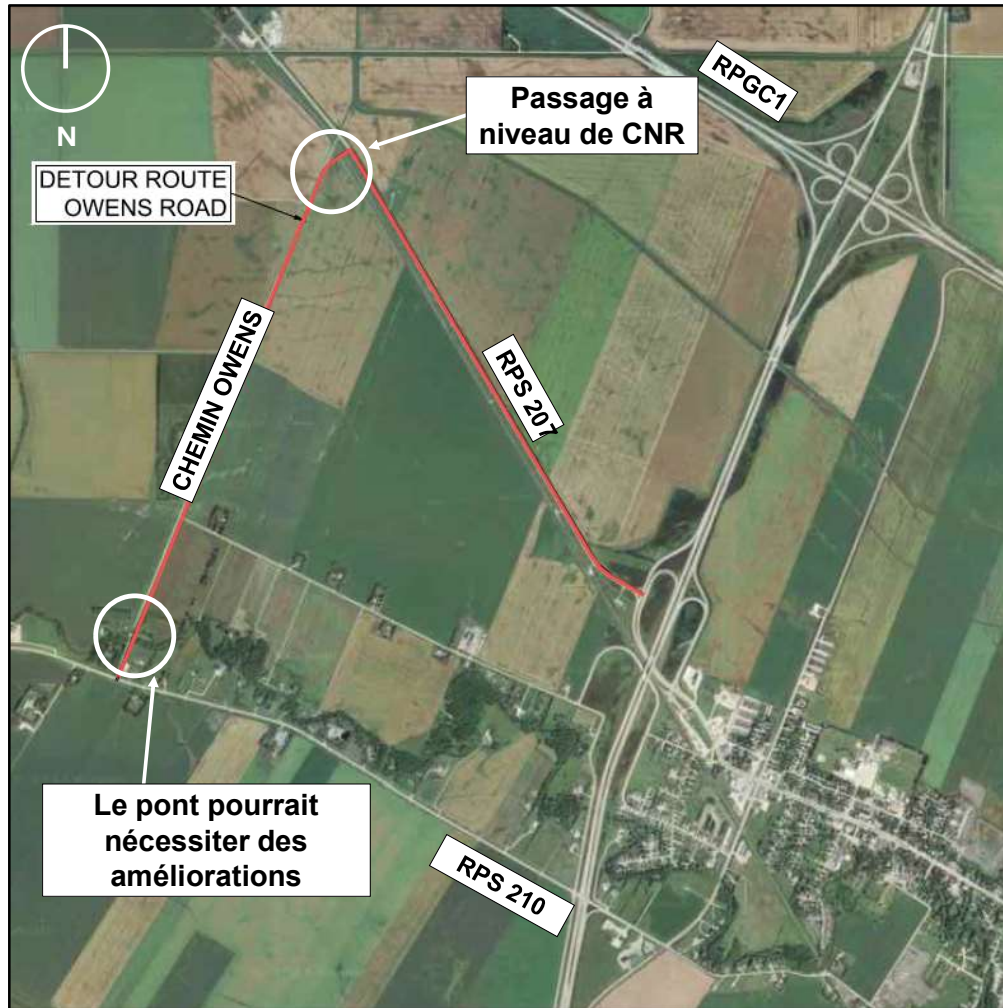 RPGC1
Passage à
niveau de CNR
N
DETOUR ROUTE
OWENS ROAD
CHEMIN OWENS
RPS 207
Le pont pourrait
nécessiter des
améliorations
RPS 210